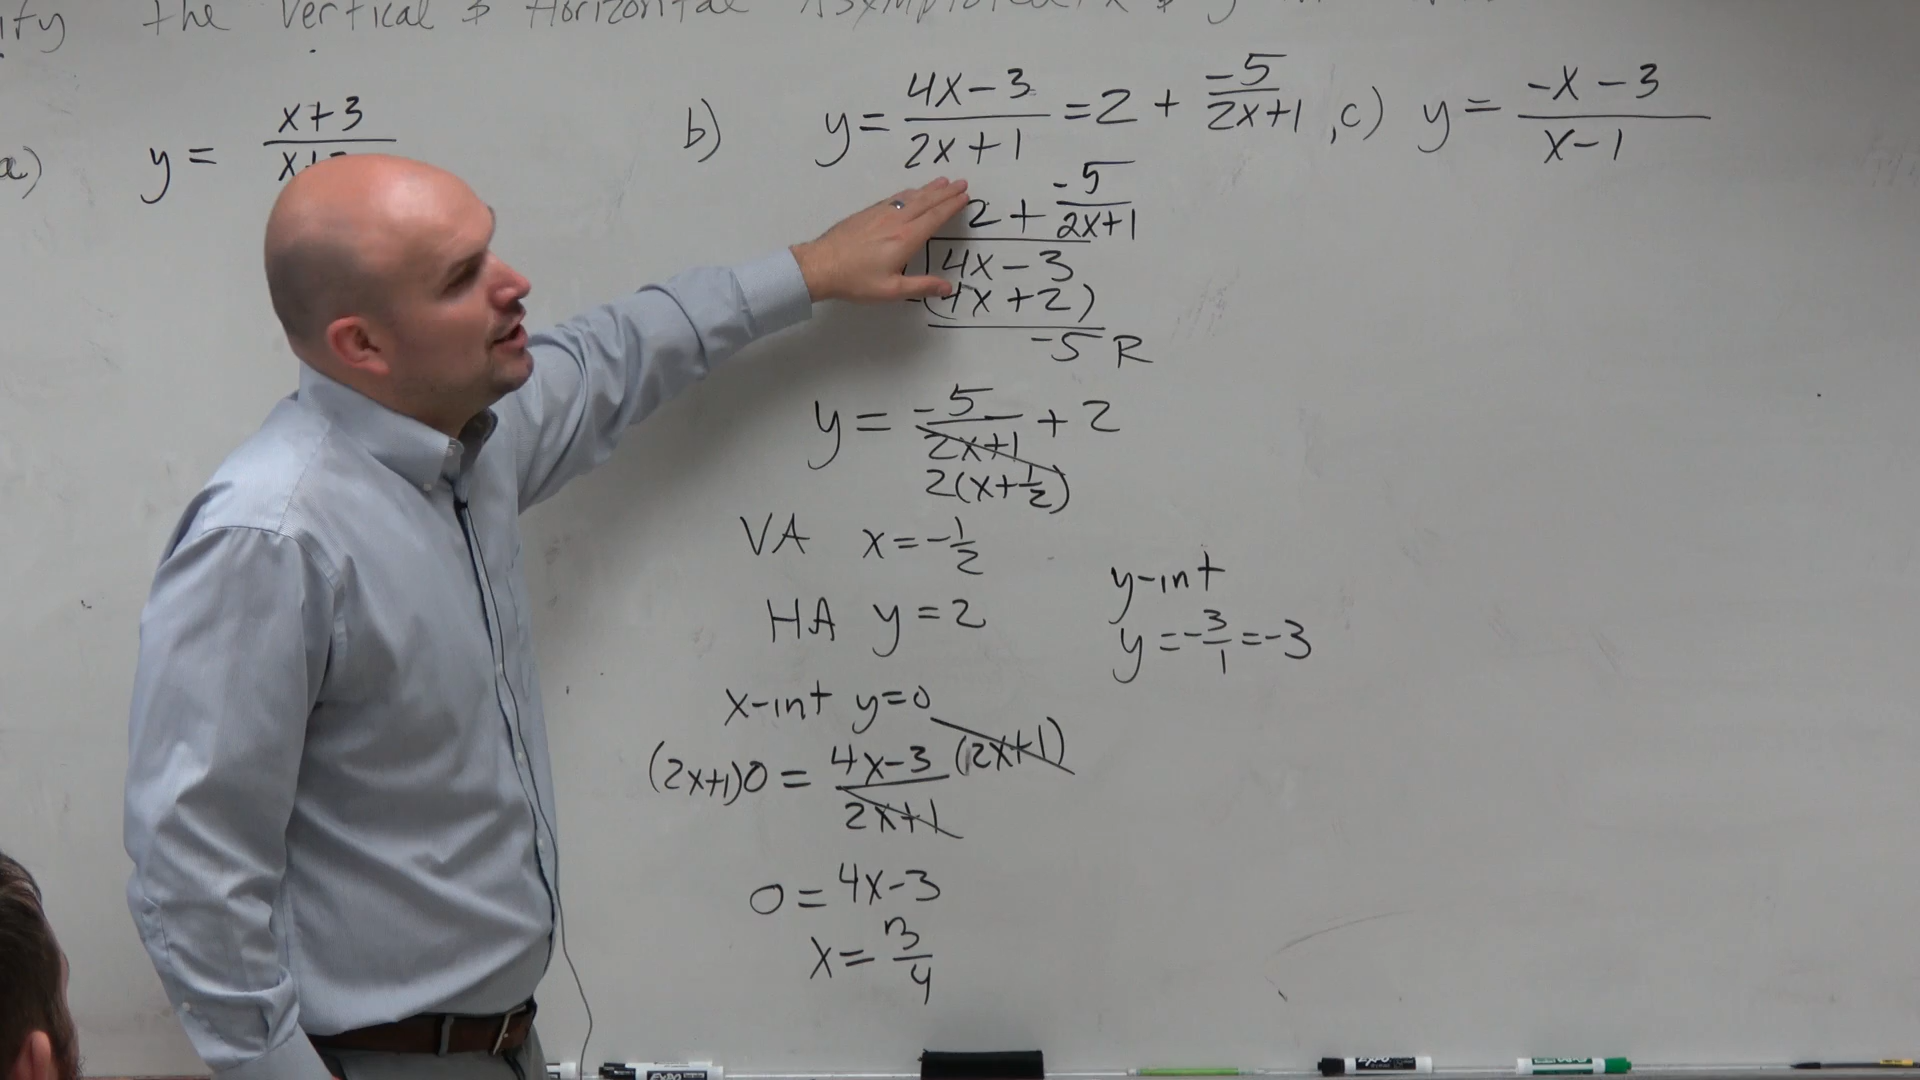 the Vertical & Horizontal
a) y = x+3
b) y = 4x-3 / 2x+1 = 2 + -5 / 2x+1
, c) y = -x-3 / x-1
2 + -5 / 2x+1
4x-3
-(4x+2)
-5 R
y = -5 / 2x+1 + 2
2(x+1/2)
VA x=-1/2
HA y=2
y-int
y=-3/1=-3
x-int y=0
(2x+1)0 = 4x-3 / 2x+1 (2x+1)
0=4x-3
x=3/4
EXPO